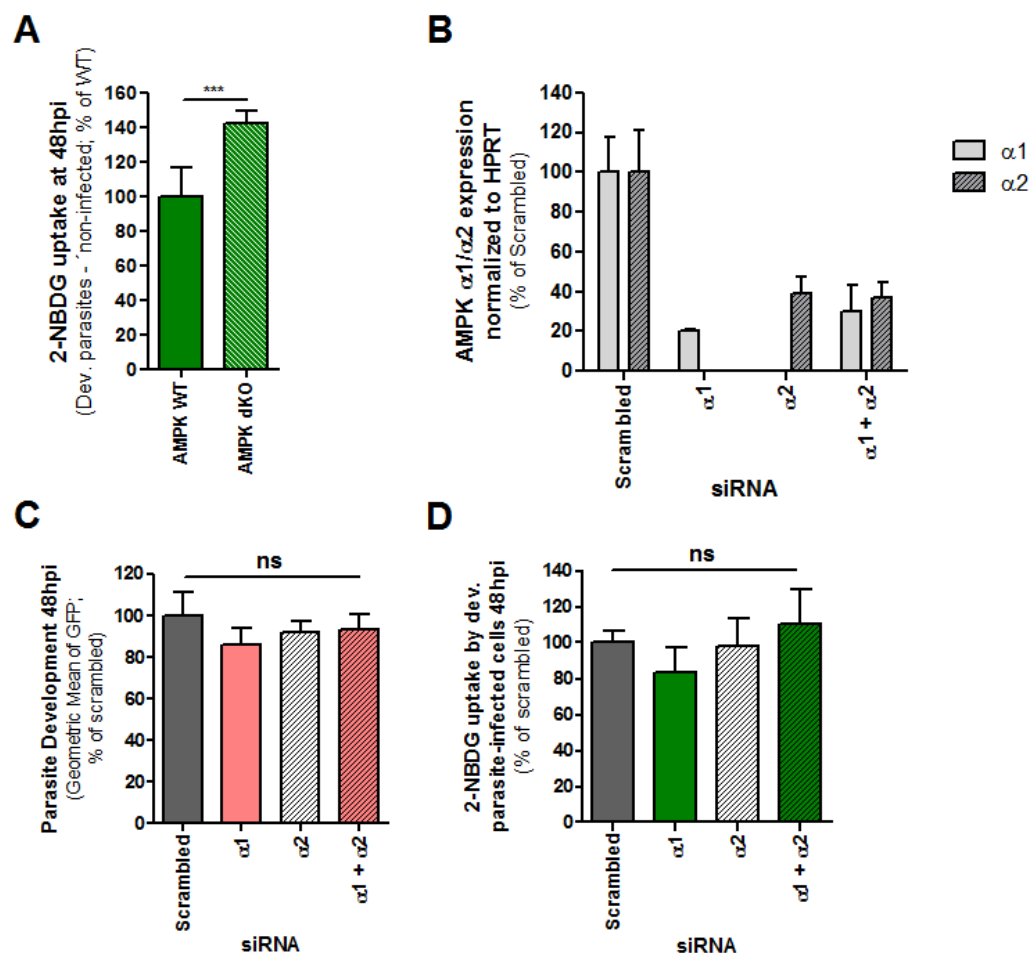 A
2-NBDG uptake at 48hpi
(Dev. parasites - ´non-infected; % of WT)
160
140
120
100
80
60
40
20
0
***
AMPK WT
AMPK dKO
B
AMPK α1/α2 expression
normalized to HPRT
(% of Scrambled)
140
120
100
80
60
40
20
0
Scrambled
α1
α2
α1 + α2
siRNA
α1
α2
C
Parasite Development 48hpi
(Geometric Mean of GFP;
% of scrambled)
120
100
80
60
40
20
0
ns
Scrambled
α1
α2
α1 + α2
siRNA
D
2-NBDG uptake by dev.
parasite-infected cells 48hpi
(% of scrambled)
140
120
100
80
60
40
20
0
ns
Scrambled
α1
α2
α1 + α2
siRNA